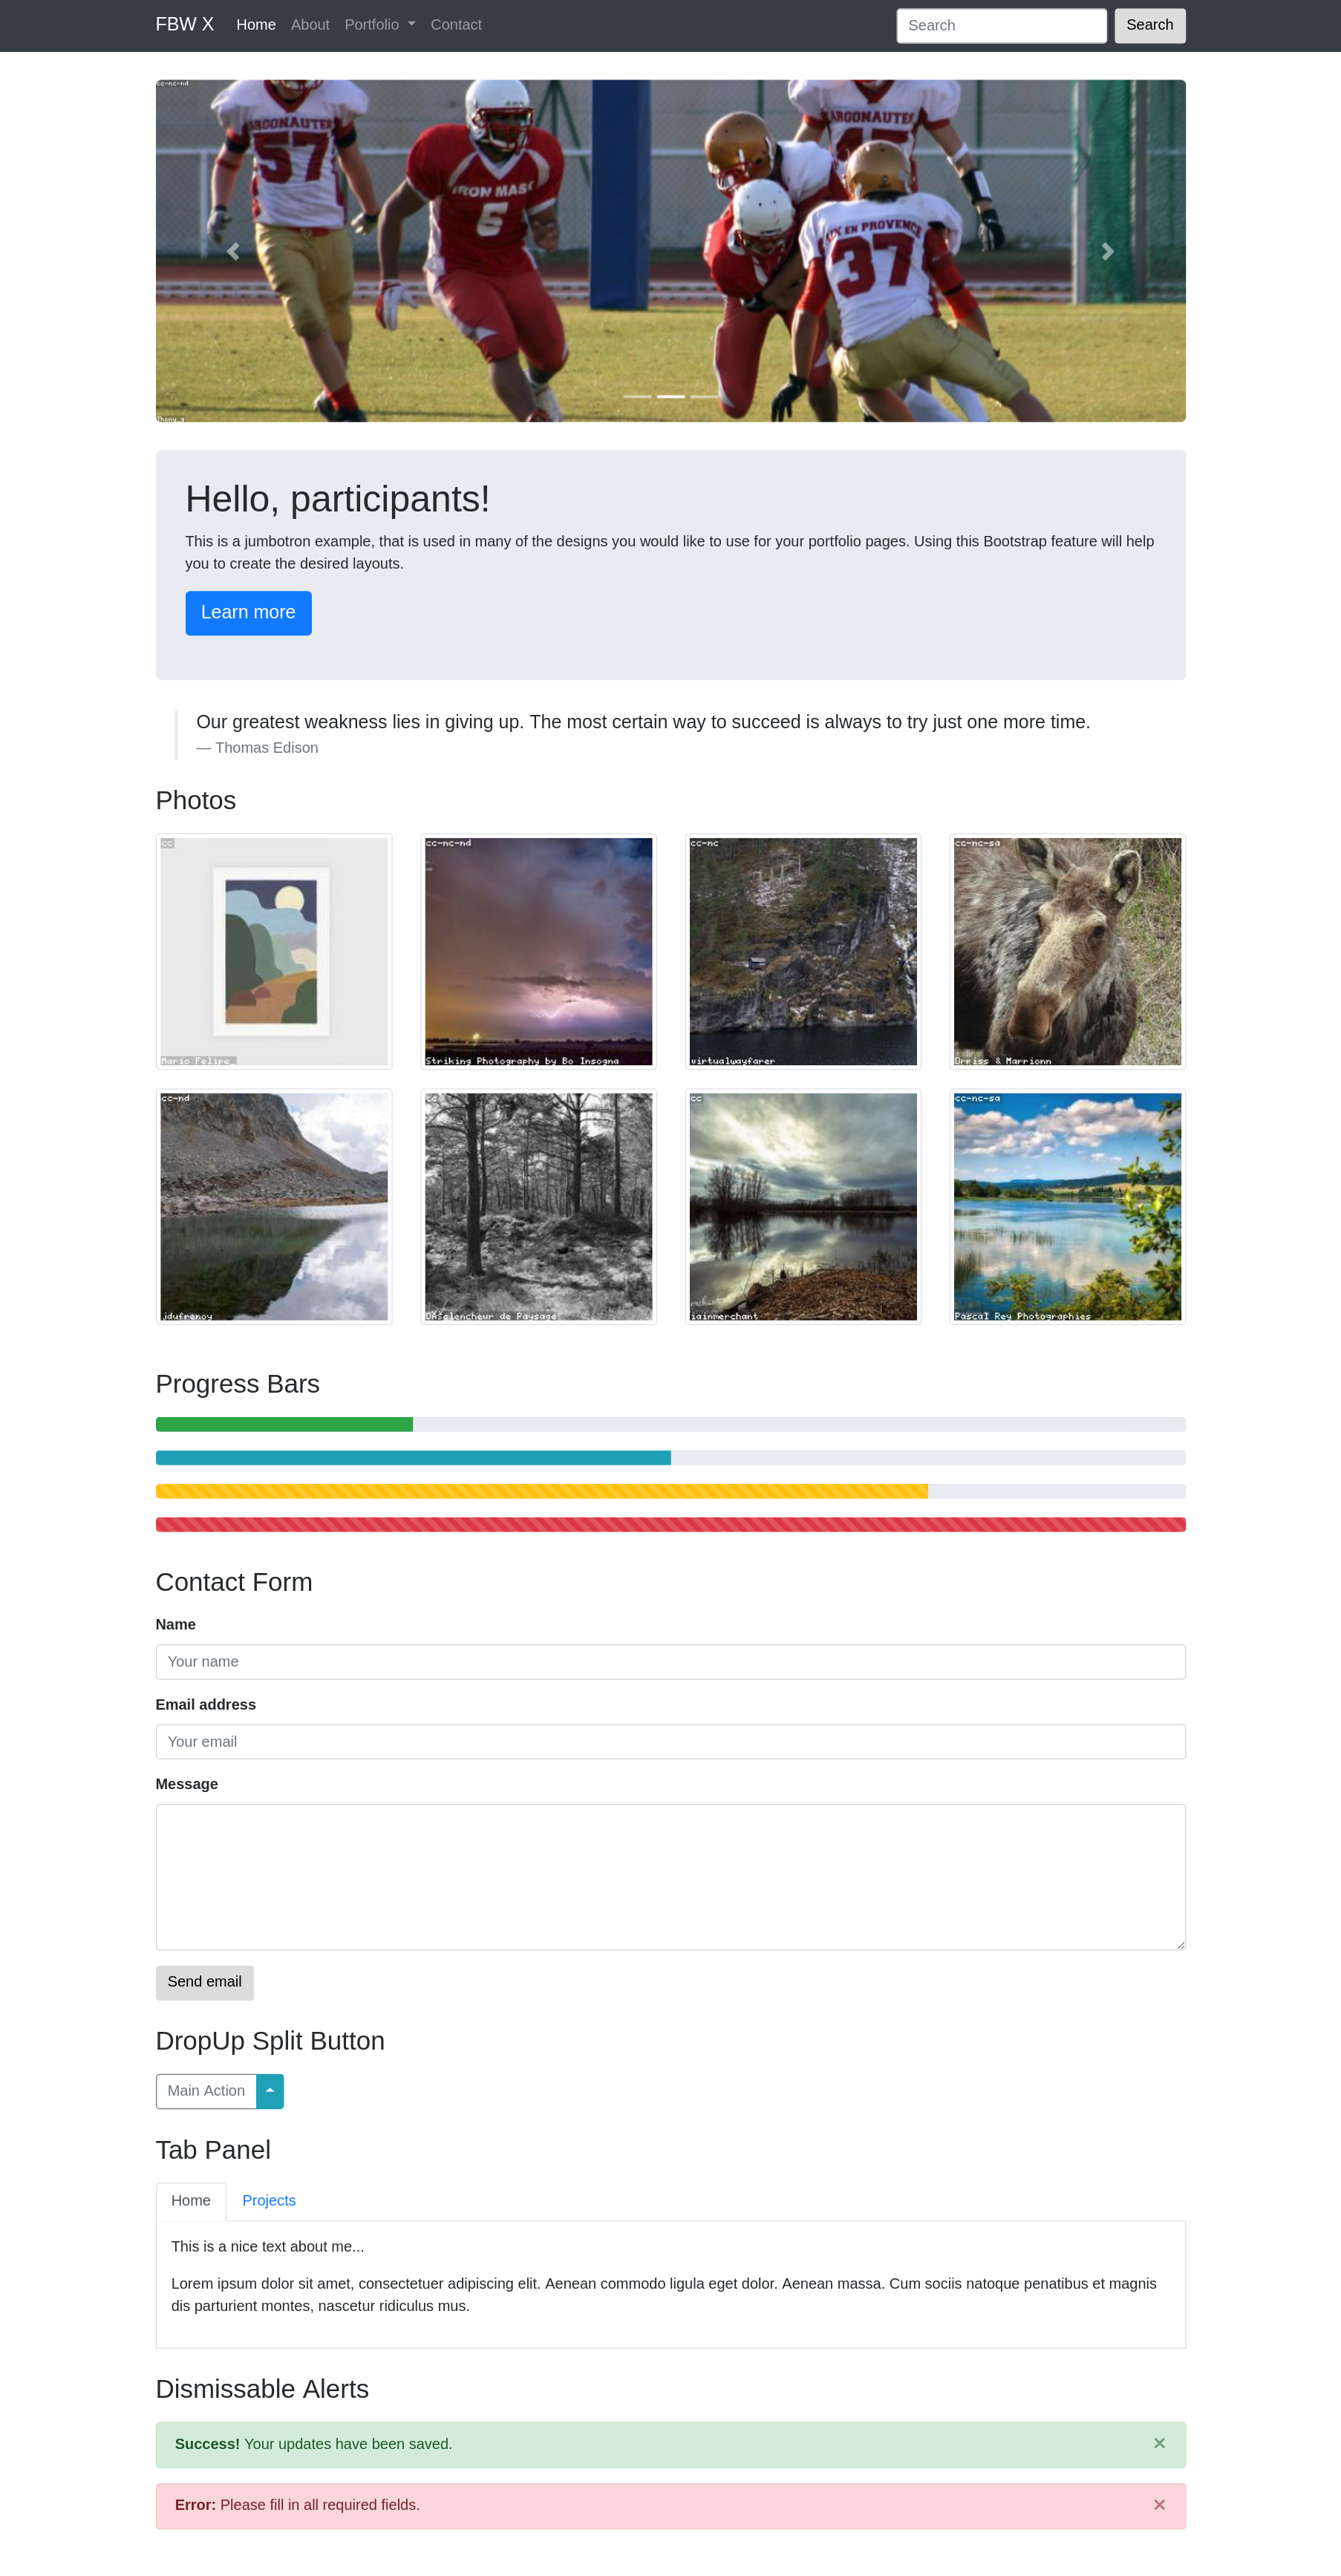 FBW X Home About Portfolio Contact Search Search
cc-nc-nd
ARGONAUTES
57
IRON MASK
5
ARGONAUTES
EN PROVENCE
37
Hello, participants!
This is a jumbotron example, that is used in many of the designs you would like to use for your portfolio pages. Using this Bootstrap feature will help
you to create the desired layouts.
Learn more
Our greatest weakness lies in giving up. The most certain way to succeed is always to try just one more time.
— Thomas Edison
Photos
cc cc-nc-nd cc-nc cc-nc-sa
Mario Felipe_ Striking Photography by Bo Insogna virtualwayfarer Drriss & Marrionn
cc-nd cc cc cc-nc-sa
jdufrenoy DÃ©clencheur de Paysage iainmerchant Pascal Rey Photographies
Progress Bars
Contact Form
Name
Your name
Email address
Your email
Message
Send email
DropUp Split Button
Main Action
Tab Panel
Home Projects
This is a nice text about me...
Lorem ipsum dolor sit amet, consectetuer adipiscing elit. Aenean commodo ligula eget dolor. Aenean massa. Cum sociis natoque penatibus et magnis
dis parturient montes, nascetur ridiculus mus.
Dismissable Alerts
Success! Your updates have been saved. ×
Error: Please fill in all required fields. ×